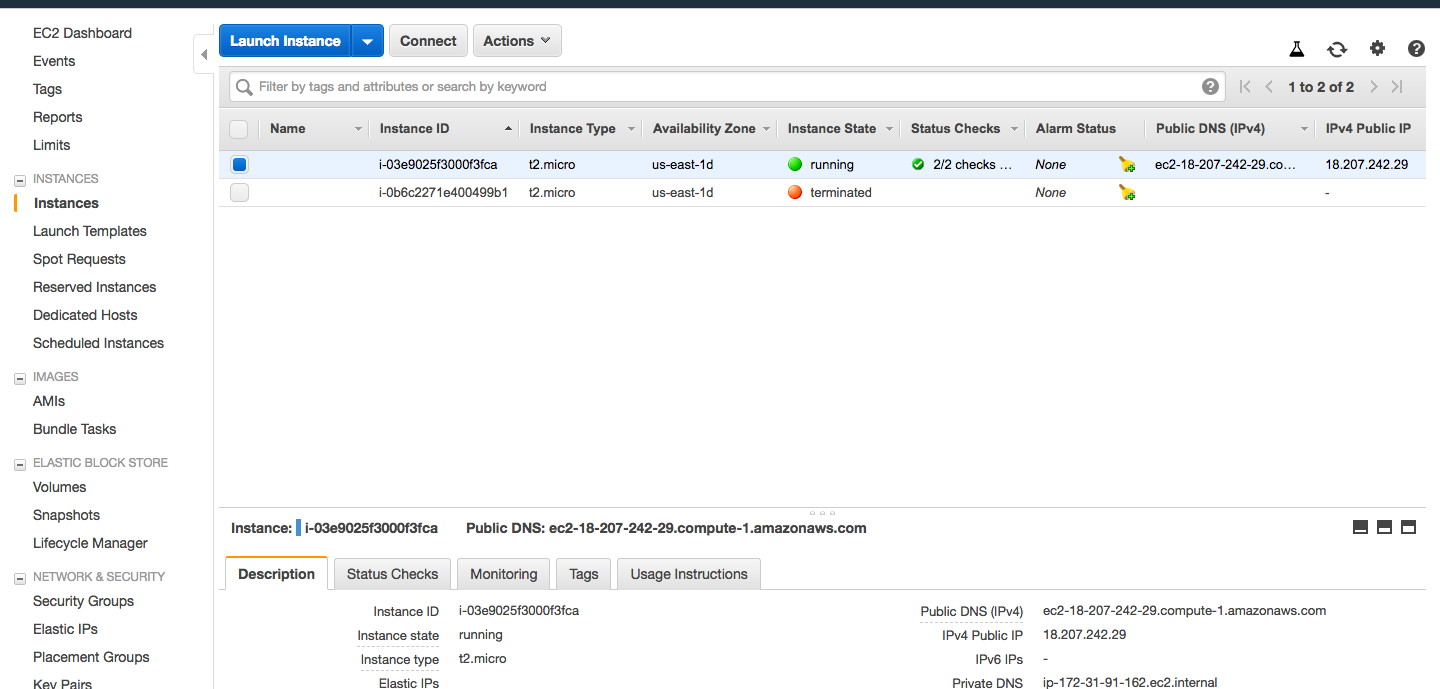 EC2 Dashboard
Events
Tags
Reports
Limits
INSTANCES
Instances
Launch Templates
Spot Requests
Reserved Instances
Dedicated Hosts
Scheduled Instances
IMAGES
AMIs
Bundle Tasks
ELASTIC BLOCK STORE
Volumes
Snapshots
Lifecycle Manager
NETWORK & SECURITY
Security Groups
Elastic IPs
Placement Groups
Key Pairs
Launch Instance Connect Actions
Filter by tags and attributes or search by keyword 1 to 2 of 2
Name Instance ID Instance Type Availability Zone Instance State Status Checks Alarm Status Public DNS (IPv4) IPv4 Public IP
i-03e9025f3000f3fca t2.micro us-east-1d running 2/2 checks ... None ec2-18-207-242-29.co... 18.207.242.29
i-0b6c2271e400499b1 t2.micro us-east-1d terminated None -
Instance: i-03e9025f3000f3fca Public DNS: ec2-18-207-242-29.compute-1.amazonaws.com
Description Status Checks Monitoring Tags Usage Instructions
Instance ID i-03e9025f3000f3fca Public DNS (IPv4) ec2-18-207-242-29.compute-1.amazonaws.com
Instance state running IPv4 Public IP 18.207.242.29
Instance type t2.micro IPv6 IPs -
Elastic IPs Private DNS ip-172-31-91-162.ec2.internal